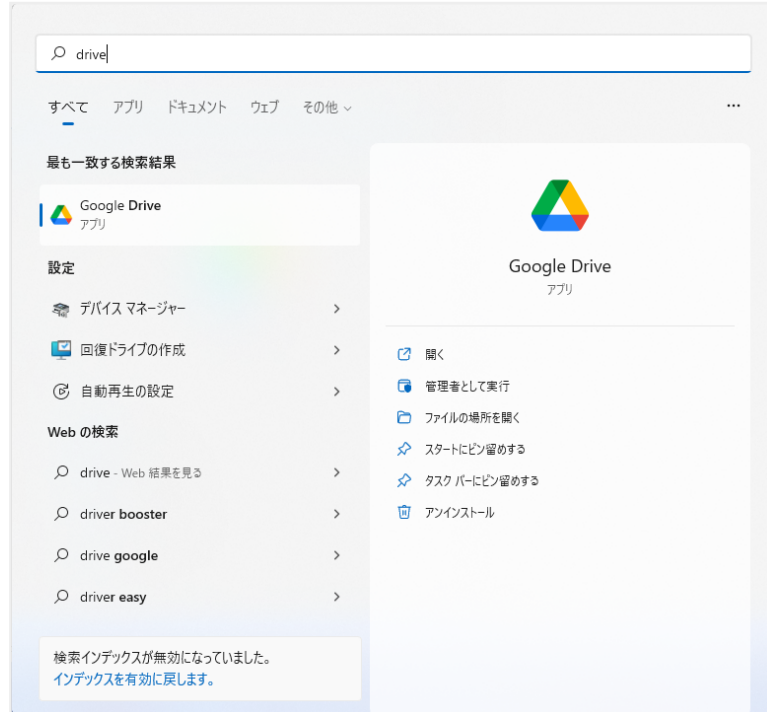 drive
すべて アプリ ドキュメント ウェブ その他
最も一致する検索結果
Google Drive
アプリ
設定
デバイス マネージャー
回復ドライブの作成
自動再生の設定
Web の検索
drive - Web 結果を見る
driver booster
drive google
driver easy
検索インデックスが無効になっていました。
インデックスを有効に戻します。
Google Drive
アプリ
開く
管理者として実行
ファイルの場所を開く
スタートにピン留めする
タスク バーにピン留めする
アンインストール